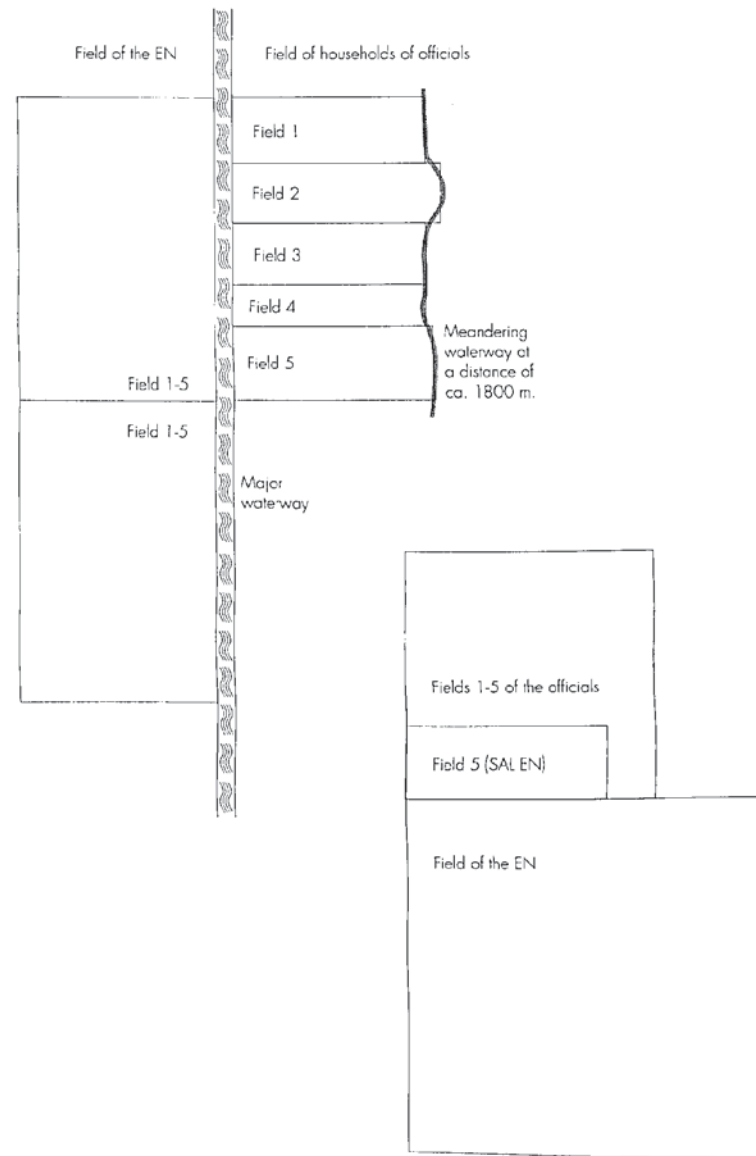 Field of the EN
Field of households of officials
Field 1
Field 2
Field 3
Field 4
Field 5
Meandering
waterway at
a distance of
ca. 1800 m.
Field 1-5
Field 1-5
Major
waterway
Fields 1-5 of the officials
Field 5 (SAL EN)
Field of the EN